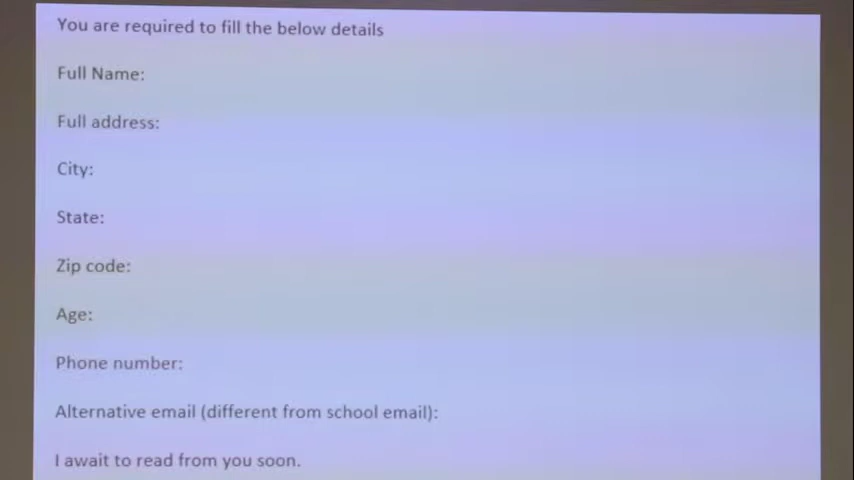 You are required to fill the below details
Full Name:
Full address:
City:
State:
Zip code:
Age:
Phone number:
Alternative email (different from school email):
I await to read from you soon.